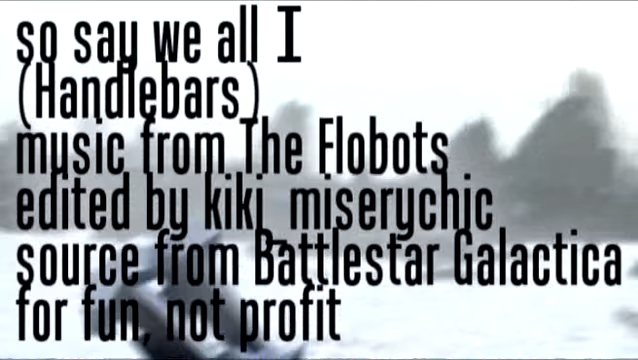 so say we all I
(Handlebars)
music from The Flobots
edited by kiki_miserychic
source from Battlestar Galactica
for fun, not profit